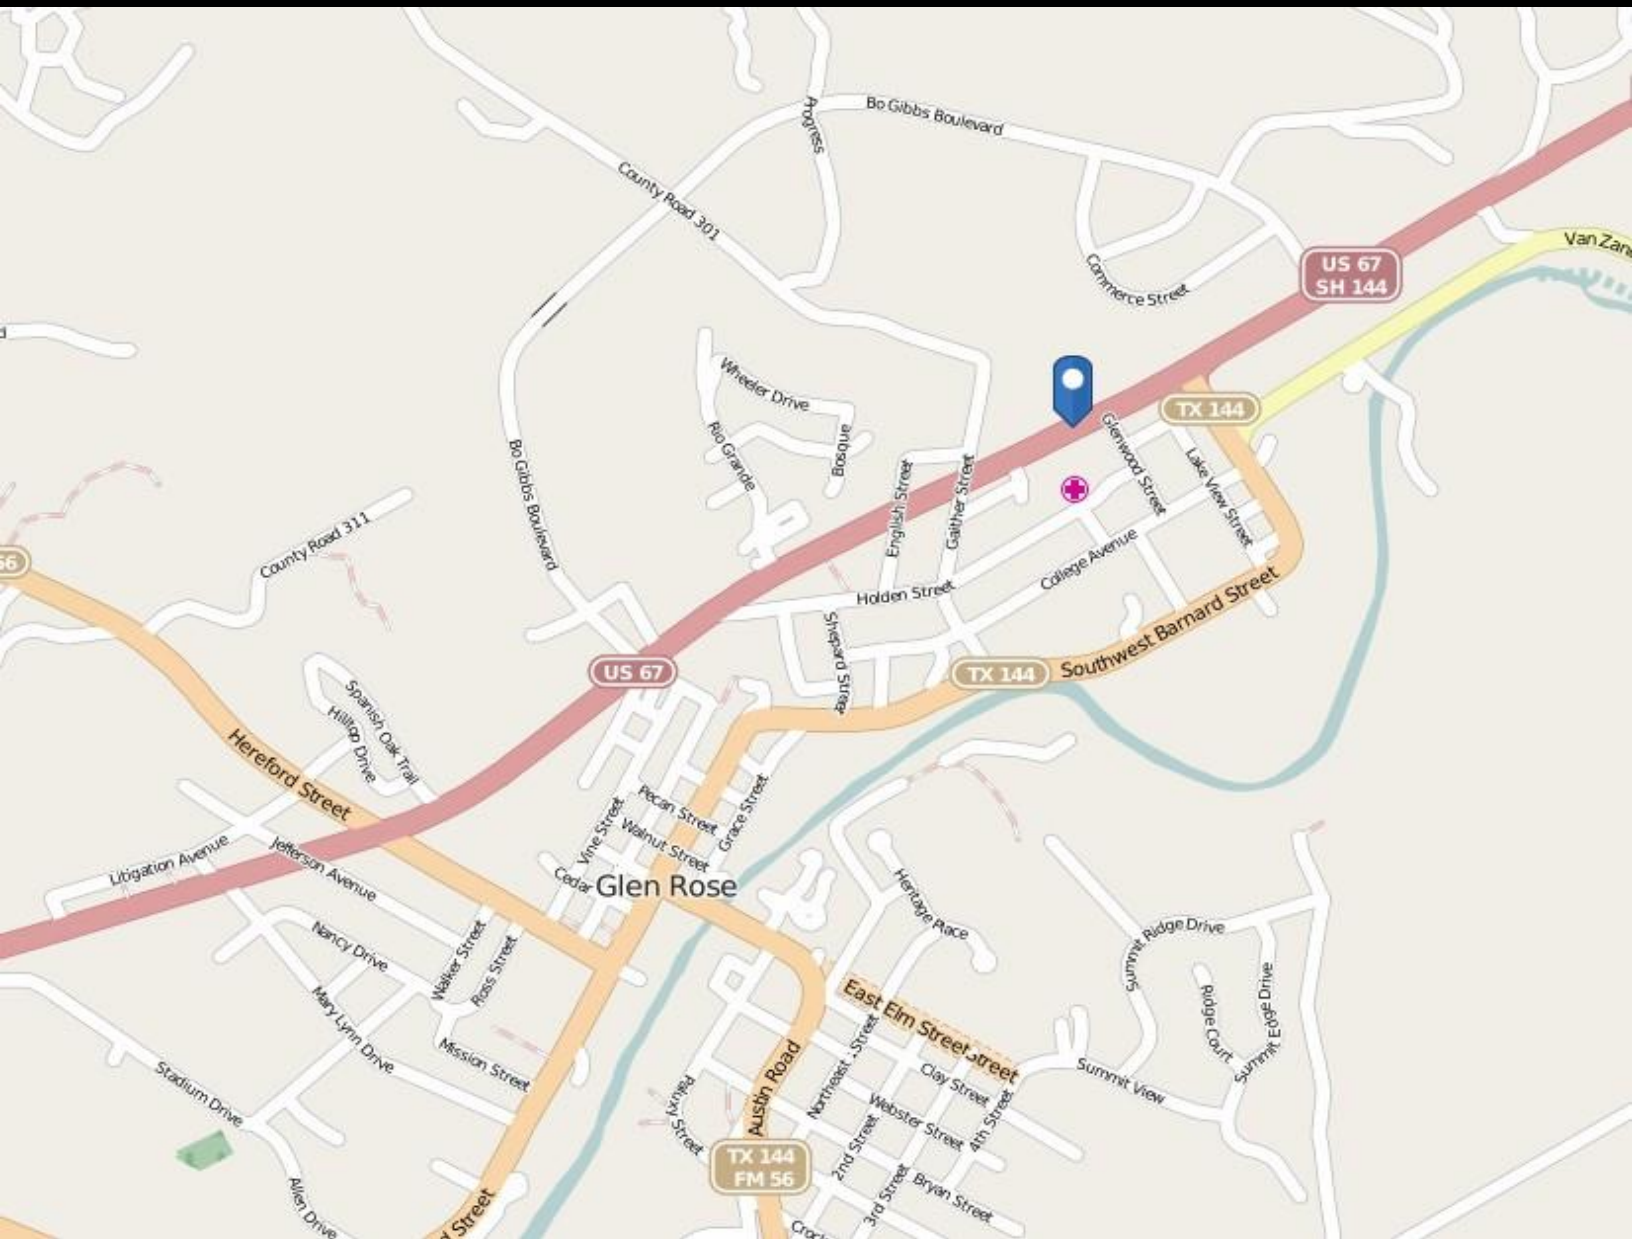 Bo Gibbs Boulevard
Progress
County Road 301
Van Zan
US 67
SH 144
Commerce Street
d
Wheeler Drive
TX 144
Glenwood Street
Rio Grande
Bosque
Bo Gibbs Boulevard
English Street
Gaither Street
Lake View Street
County Road 311
56
College Avenue
Holden Street
Shepard Street
Southwest Barnard Street
US 67
TX 144
Spanish Oak Trail
Hilltop Drive
Hereford Street
Pecan Street
Grace Street
Vine Street
Walnut Street
Jefferson Avenue
Litigation Avenue
Cedar
Glen Rose
Heritage Place
Nancy Drive
Walker Street
Ross Street
Summit Ridge Drive
Ridge Court
Summit Edge Drive
East Elm Street
Street
Mary Lynn Drive
Mission Street
Stadium Drive
Austin Road
Paluxy Street
Northeast
Street
Clay Street
Summit View
Webster Street
4th Street
2nd Street
TX 144
FM 56
Bryan Street
3rd Street
Allen Drive
d Street
Crock